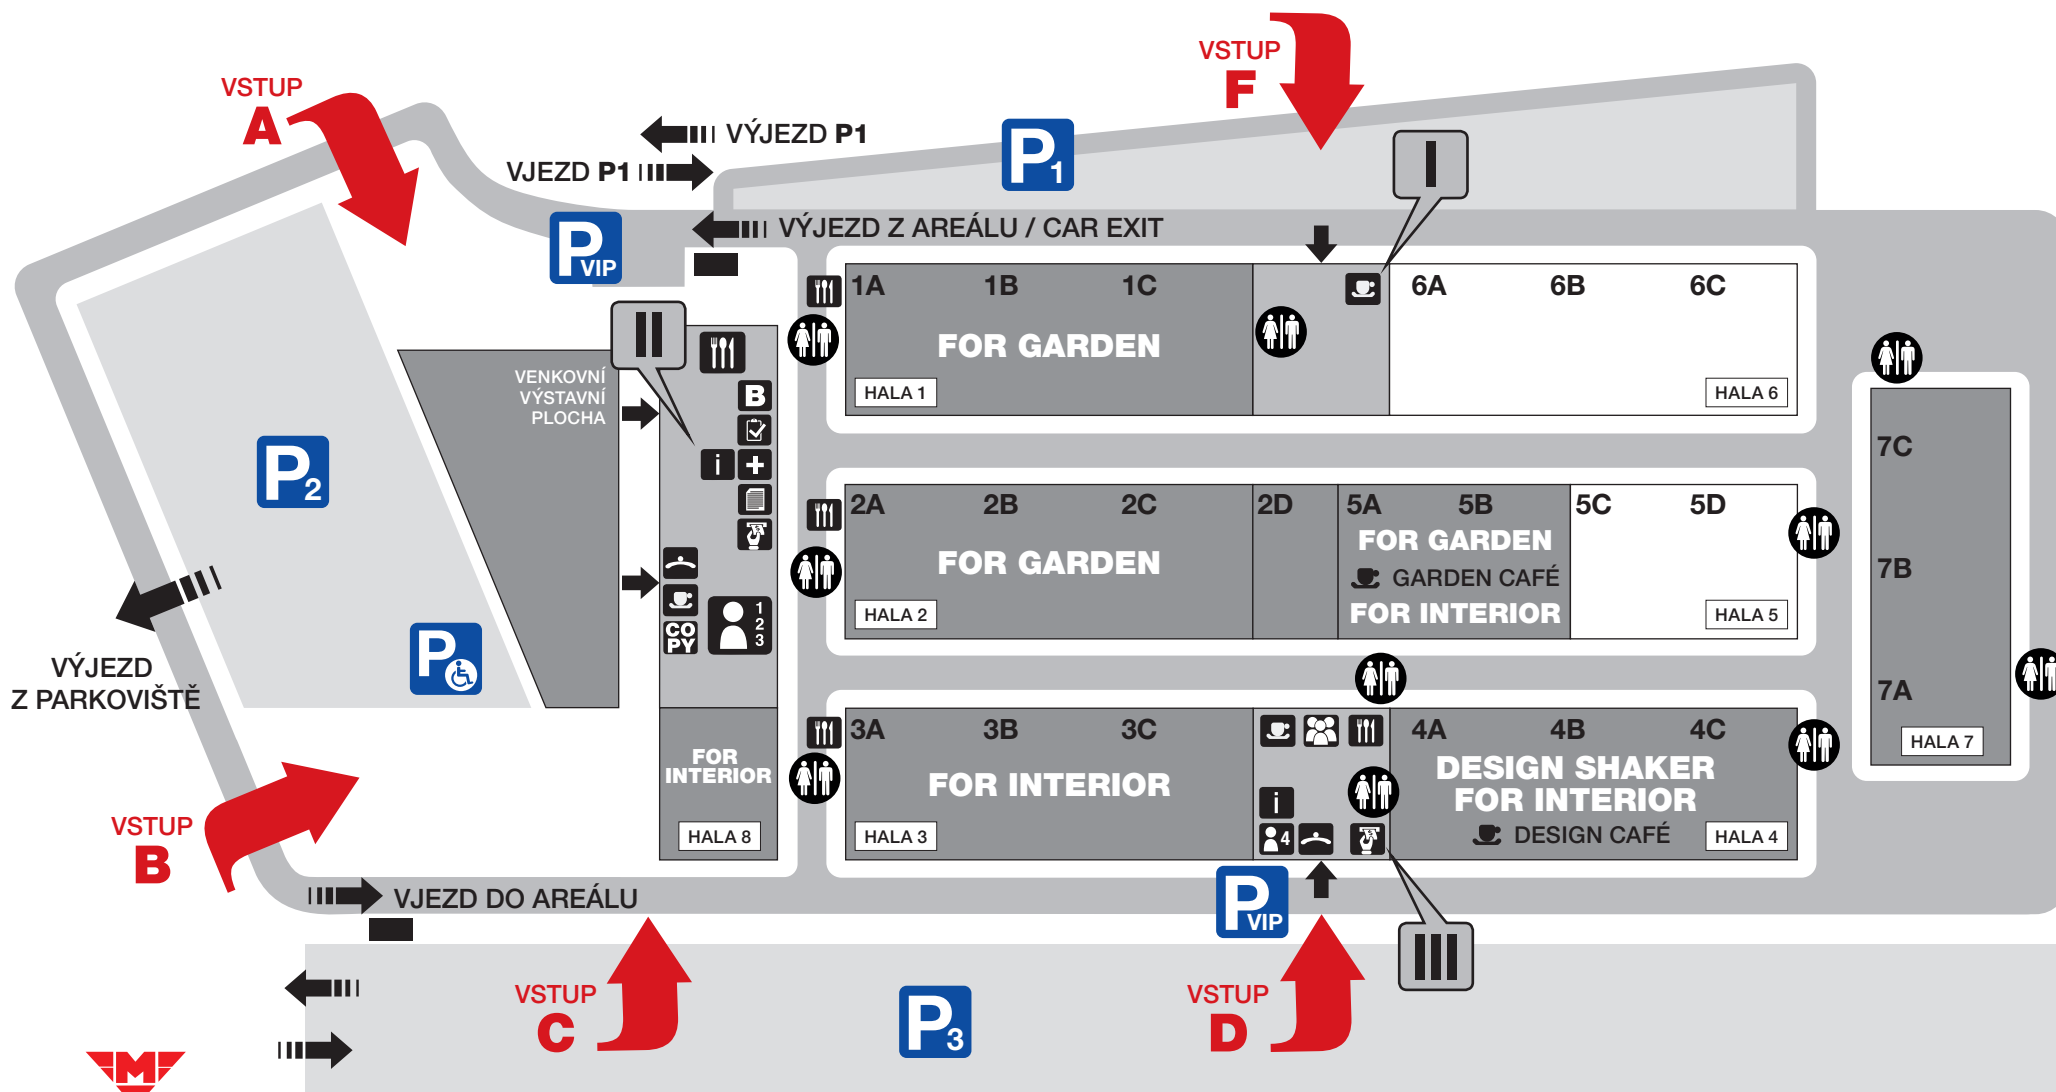 VSTUP
A
VSTUP
F
VÝJEZD P1
VJEZD P1
P1
I
PVIP
VÝJEZD Z AREÁLU / CAR EXIT
1A 1B 1C
FOR GARDEN
HALA 1
6A 6B 6C
HALA 6
II
VENKOVNÍ
VÝSTAVNÍ
PLOCHA
B
i
CO
PY
1
2
3
P2
P
7C
7B
7A
HALA 7
2A 2B 2C 2D
FOR GARDEN
HALA 2
5A 5B 5C 5D
FOR GARDEN
GARDEN CAFÉ
FOR INTERIOR
HALA 5
VÝJEZD
Z PARKOVIŠTĚ
FOR
INTERIOR
HALA 8
3A 3B 3C
FOR INTERIOR
HALA 3
i
4
4A 4B 4C
DESIGN SHAKER
FOR INTERIOR
DESIGN CAFÉ
HALA 4
VSTUP
B
VJEZD DO AREÁLU
PVIP
III
VSTUP
C
P3
VSTUP
D
M